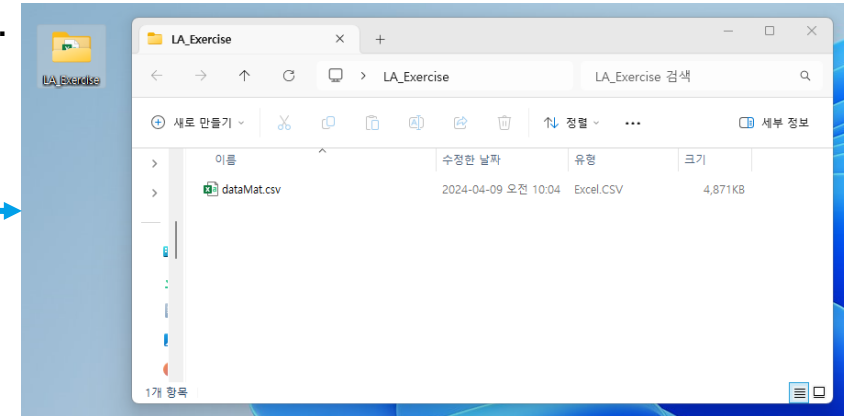 LA_Exercise
LA_Exercise
LA_Exercise
LA_Exercise 검색
새로 만들기
정렬
세부 정보
이름
수정한 날짜
유형
크기
dataMat.csv
2024-04-09 오전 10:04
Excel.CSV
4,871KB
1개 항목